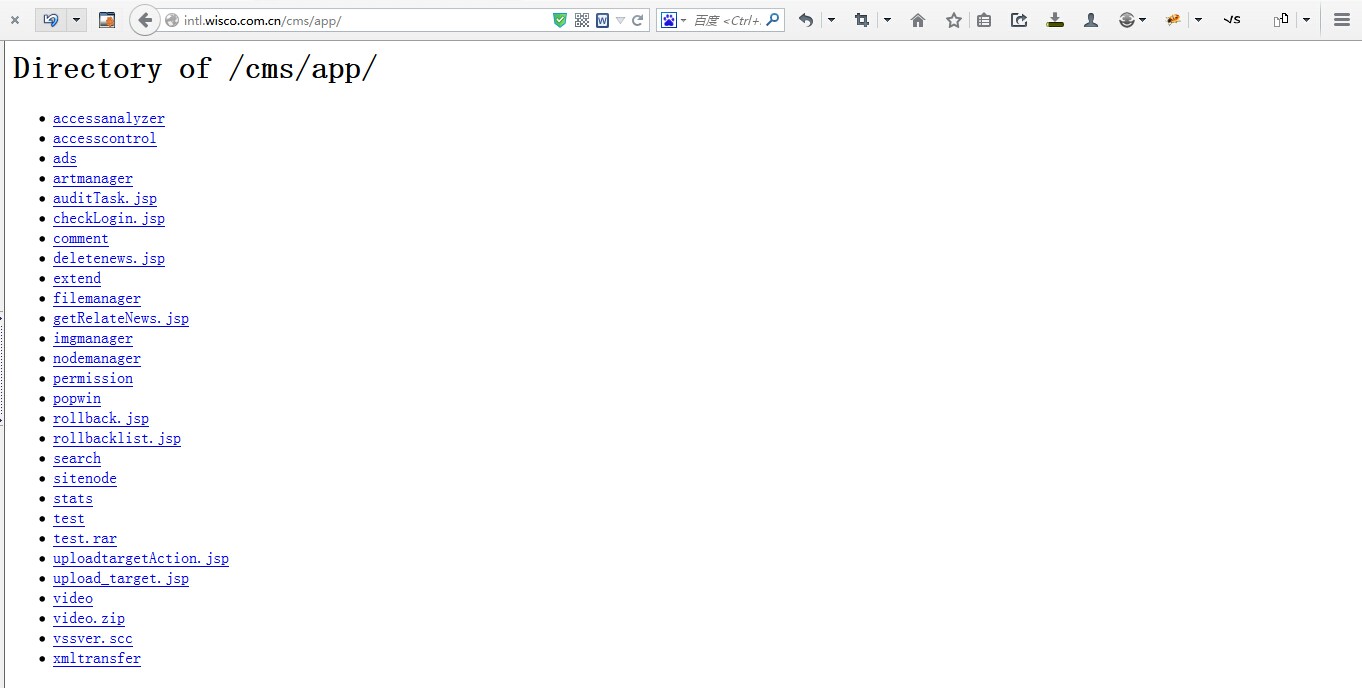 intl.wisco.com.cn/cms/app/
百度 <Ctrl+.
Directory of /cms/app/
accessanalyzer
accesscontrol
ads
artmanager
auditTask.jsp
checkLogin.jsp
comment
deletenews.jsp
extend
filemanager
getRelateNews.jsp
imgmanager
nodemanager
permission
popwin
rollback.jsp
rollbacklist.jsp
search
sitenode
stats
test
test.rar
uploadtargetAction.jsp
upload_target.jsp
video
video.zip
vssver.scc
xmltransfer